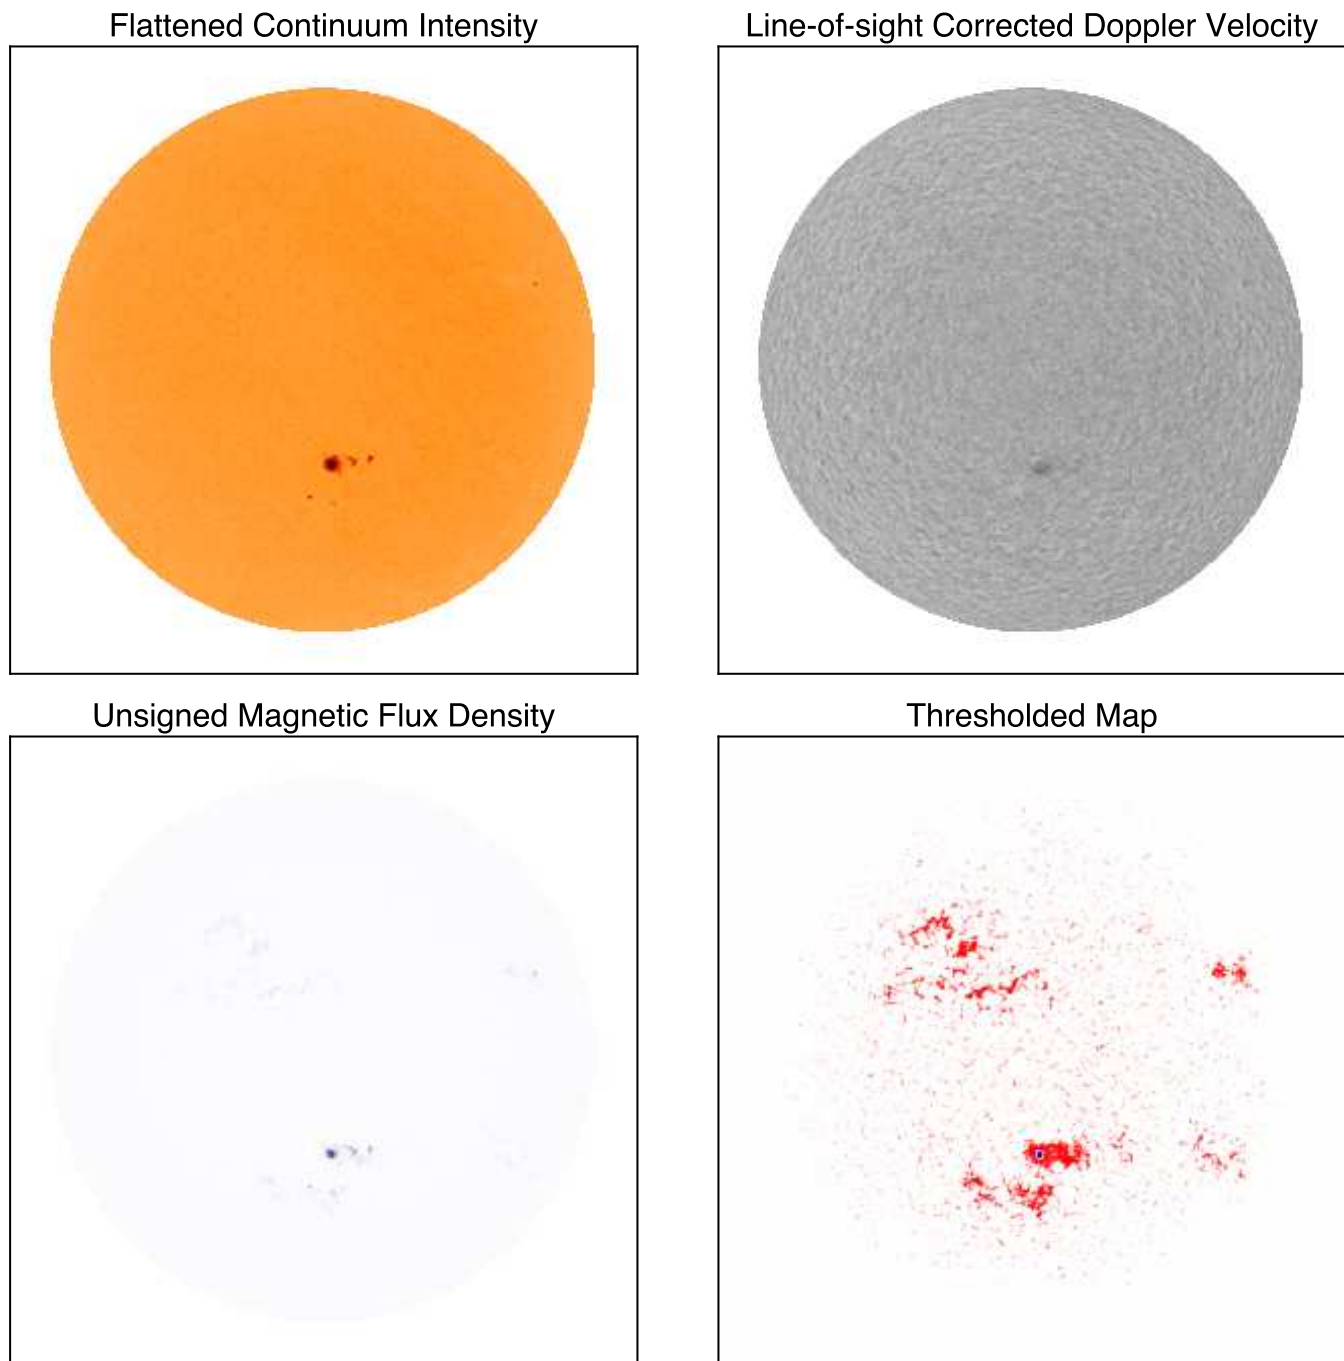 Flattened Continuum Intensity
Line-of-sight Corrected Doppler Velocity
Unsigned Magnetic Flux Density
Thresholded Map